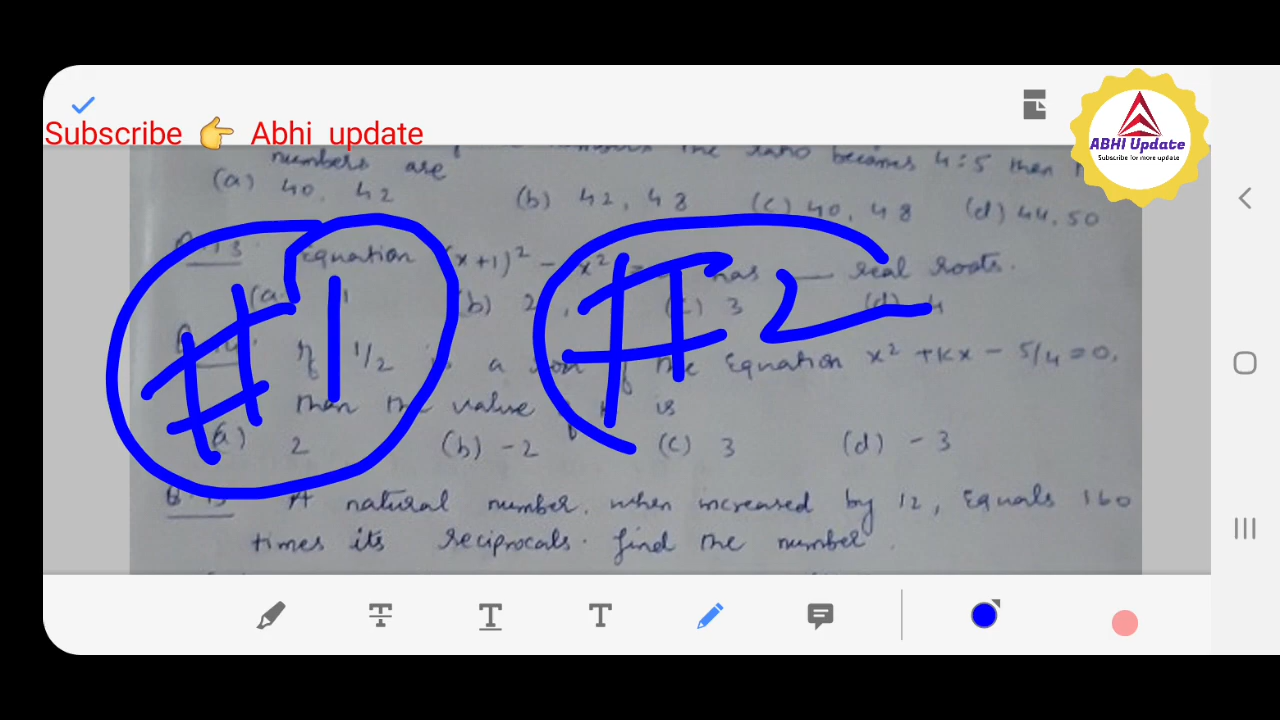 Subscribe 👉 Abhi update
ABHI Update
Subscribe for more update
the ratio becomes 4:5 then
numbers are
(a) 40, 42 (b) 42, 48 (c) 40, 48 (d) 44, 50
Equation (x+1)² - x² has __ real roots.
(b) 2, (c) 3 (d) 4
If 1/2 is a root of the Equation x² + kx - 5/4 = 0,
then the value is
(a) 2 (b) -2 (c) 3 (d) -3
A natural number, when increased by 12, Equals 160
times its reciprocals. find the number.
#1
#2